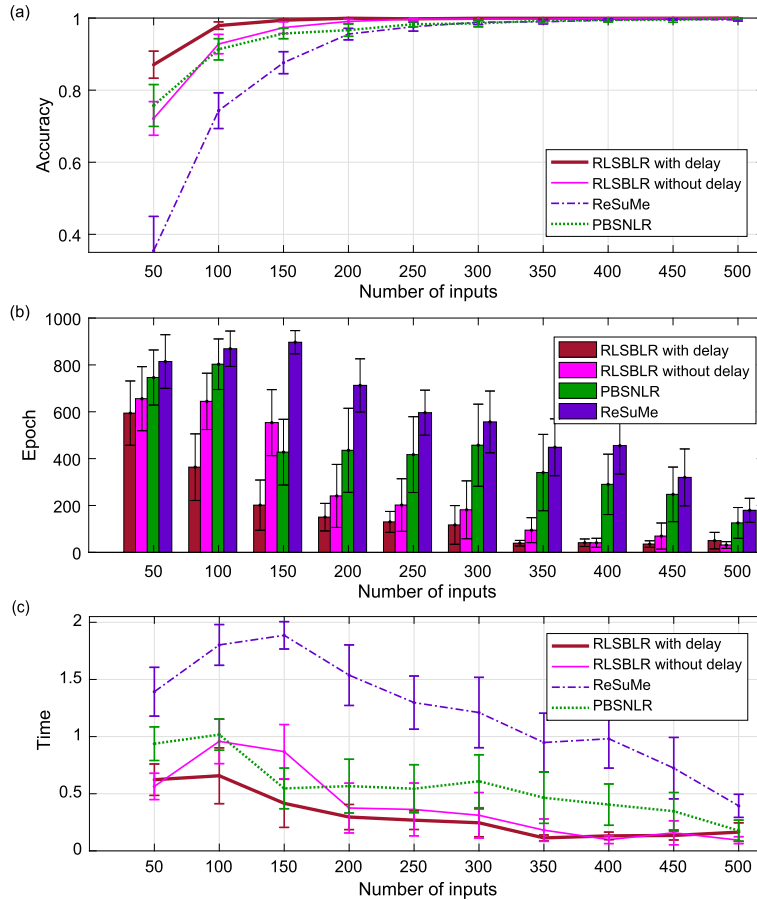 (a)
1
0.8
0.6
0.4
Accuracy
RLSBLR with delay
RLSBLR without delay
ReSuMe
PBSNLR
50 100 150 200 250 300 350 400 450 500
Number of inputs
(b)
1000
800
600
400
200
0
Epoch
RLSBLR with delay
RLSBLR without delay
PBSNLR
ReSuMe
50 100 150 200 250 300 350 400 450 500
Number of inputs
(c)
2
1.5
1
0.5
0
Time
RLSBLR with delay
RLSBLR without delay
ReSuMe
PBSNLR
50 100 150 200 250 300 350 400 450 500
Number of inputs